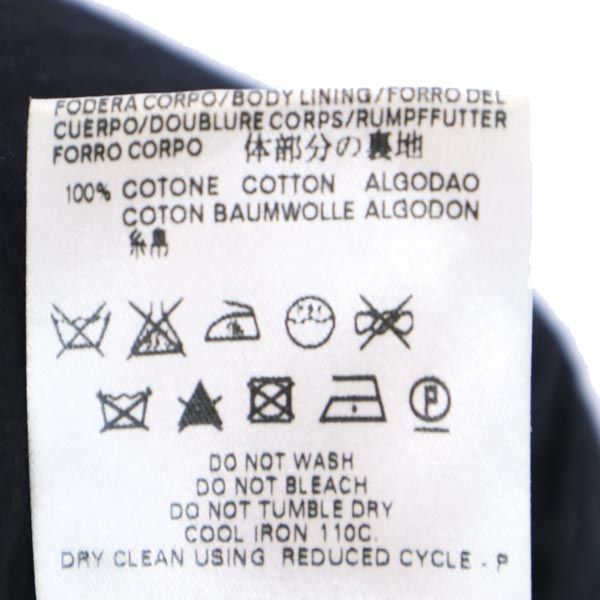 FODERA CORPO/BODY LINING/FORRO DEL
CUERPO/DOUBLURE CORPS/RUMPFFUTTER
FORRO CORPO 体部分の裏地
100% COTONE COTTON ALGODAO
COTON BAUMWOLLE ALGODON
P
DO NOT WASH
DO NOT BLEACH
DO NOT TUMBLE DRY
COOL IRON 110C.
DRY CLEAN USING REDUCED CYCLE - P